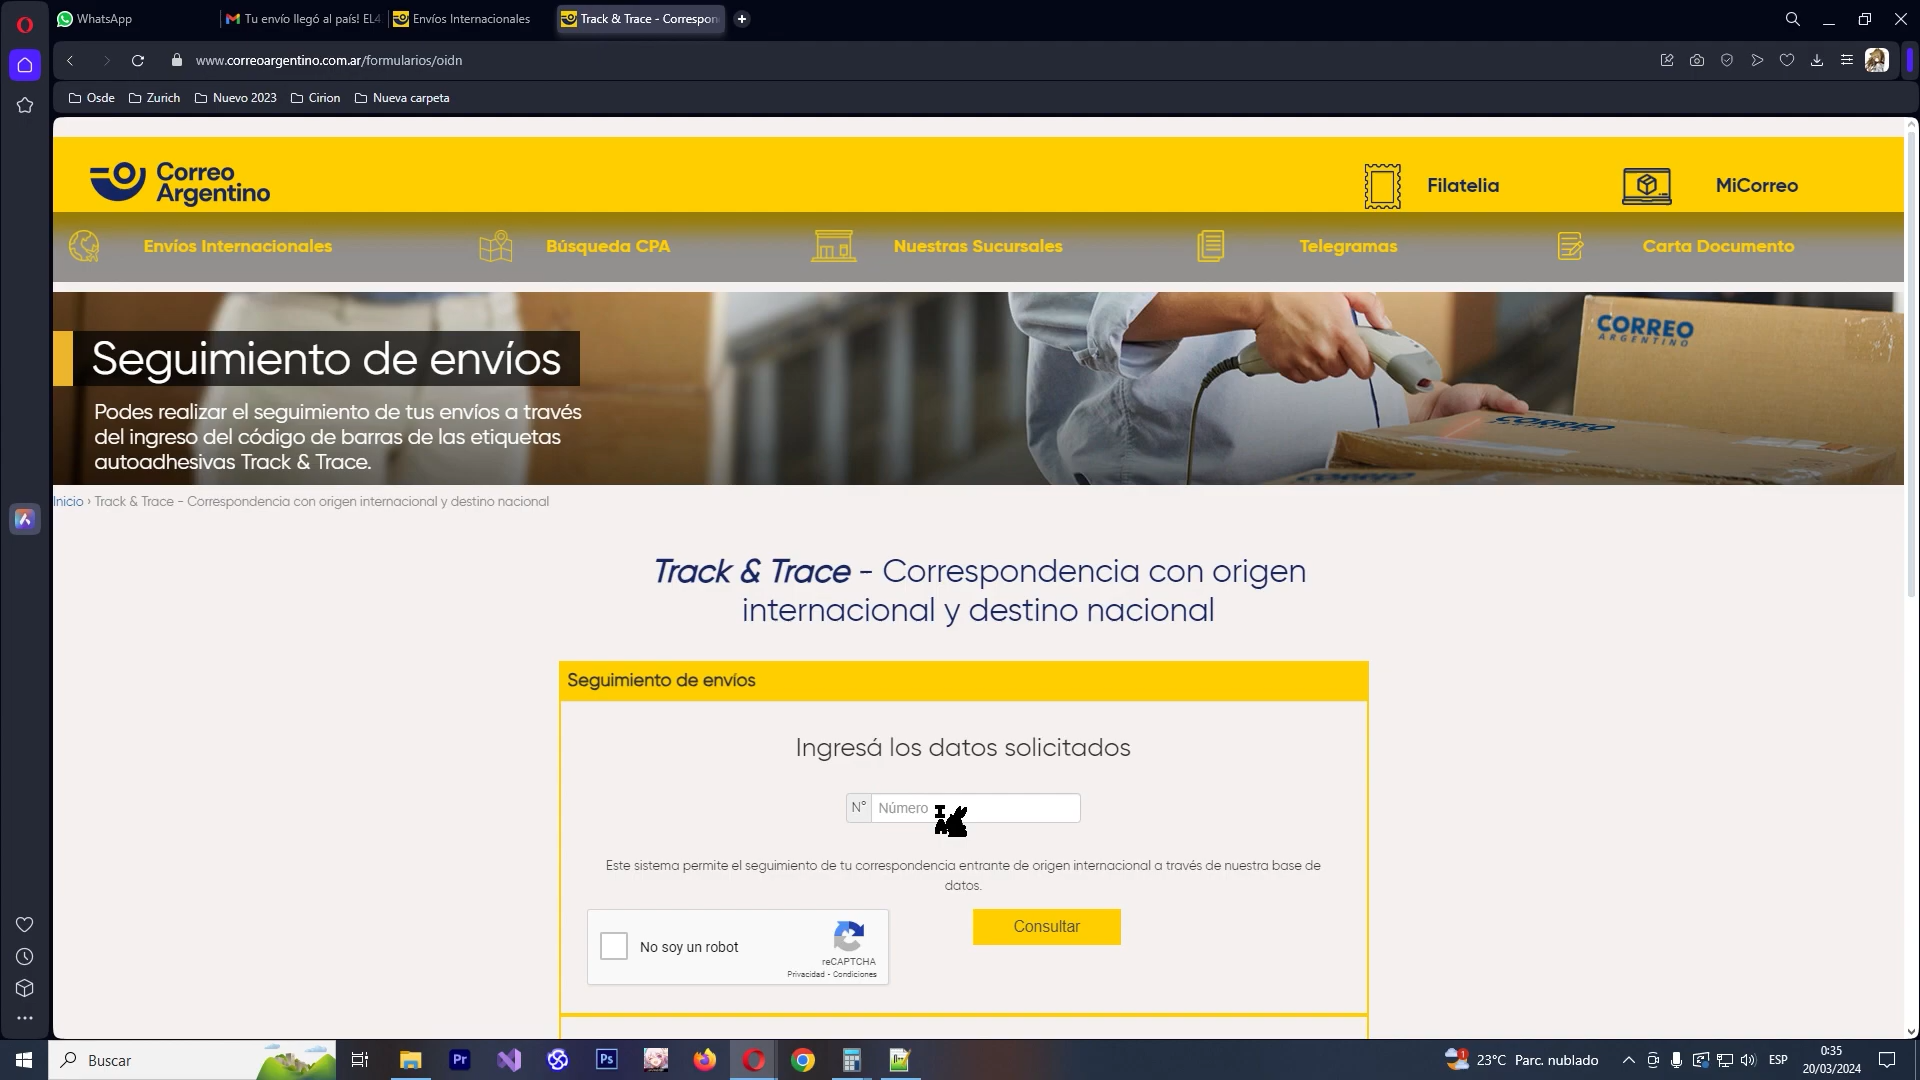 WhatsApp
Tu envío llegó al país! EL4
Envíos Internacionales
Track & Trace - Correspon
www.correoargentino.com.ar/formularios/oidn
Osde
Zurich
Nuevo 2023
Cirion
Nueva carpeta
Correo
Argentino
Filatelia
MiCorreo
Envíos Internacionales
Búsqueda CPA
Nuestras Sucursales
Telegramas
Carta Documento
CORREO
ARGENTINO
CORREO
Seguimiento de envíos
Podes realizar el seguimiento de tus envíos a través
del ingreso del código de barras de las etiquetas
autoadhesivas Track & Trace.
Inicio › Track & Trace - Correspondencia con origen internacional y destino nacional
Track & Trace - Correspondencia con origen
internacional y destino nacional
Seguimiento de envíos
Ingresá los datos solicitados
N° Número
Este sistema permite el seguimiento de tu correspondencia entrante de origen internacional a través de nuestra base de
datos.
No soy un robot
reCAPTCHA
Privacidad - Condiciones
Consultar
Buscar
Pr
Ps
1
23°C Parc. nublado
ESP
0:35
20/03/2024